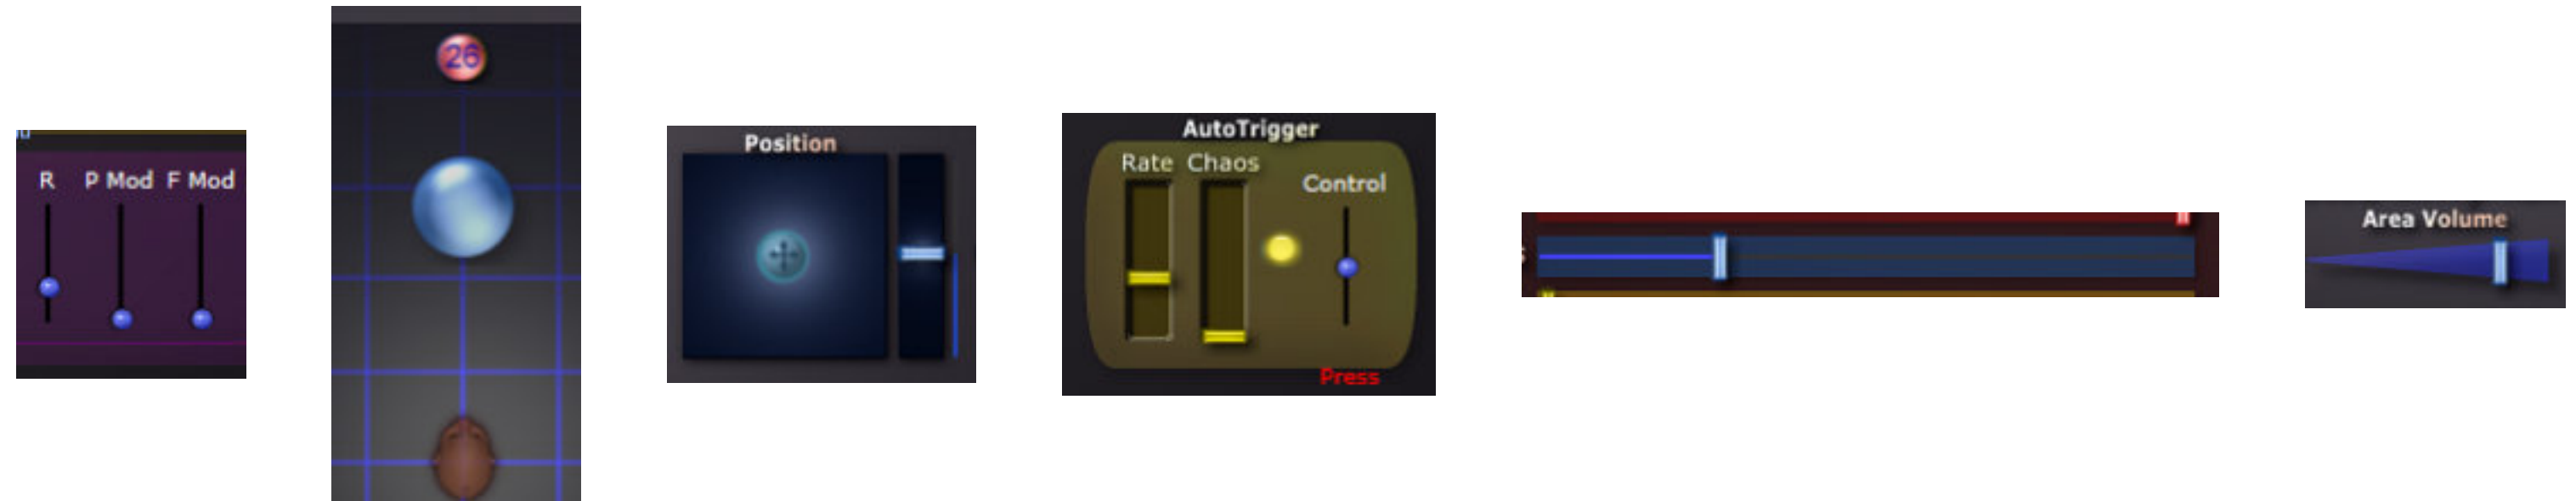 R P Mod F Mod
26
Position
AutoTrigger
Rate Chaos
Control
Press
Area Volume